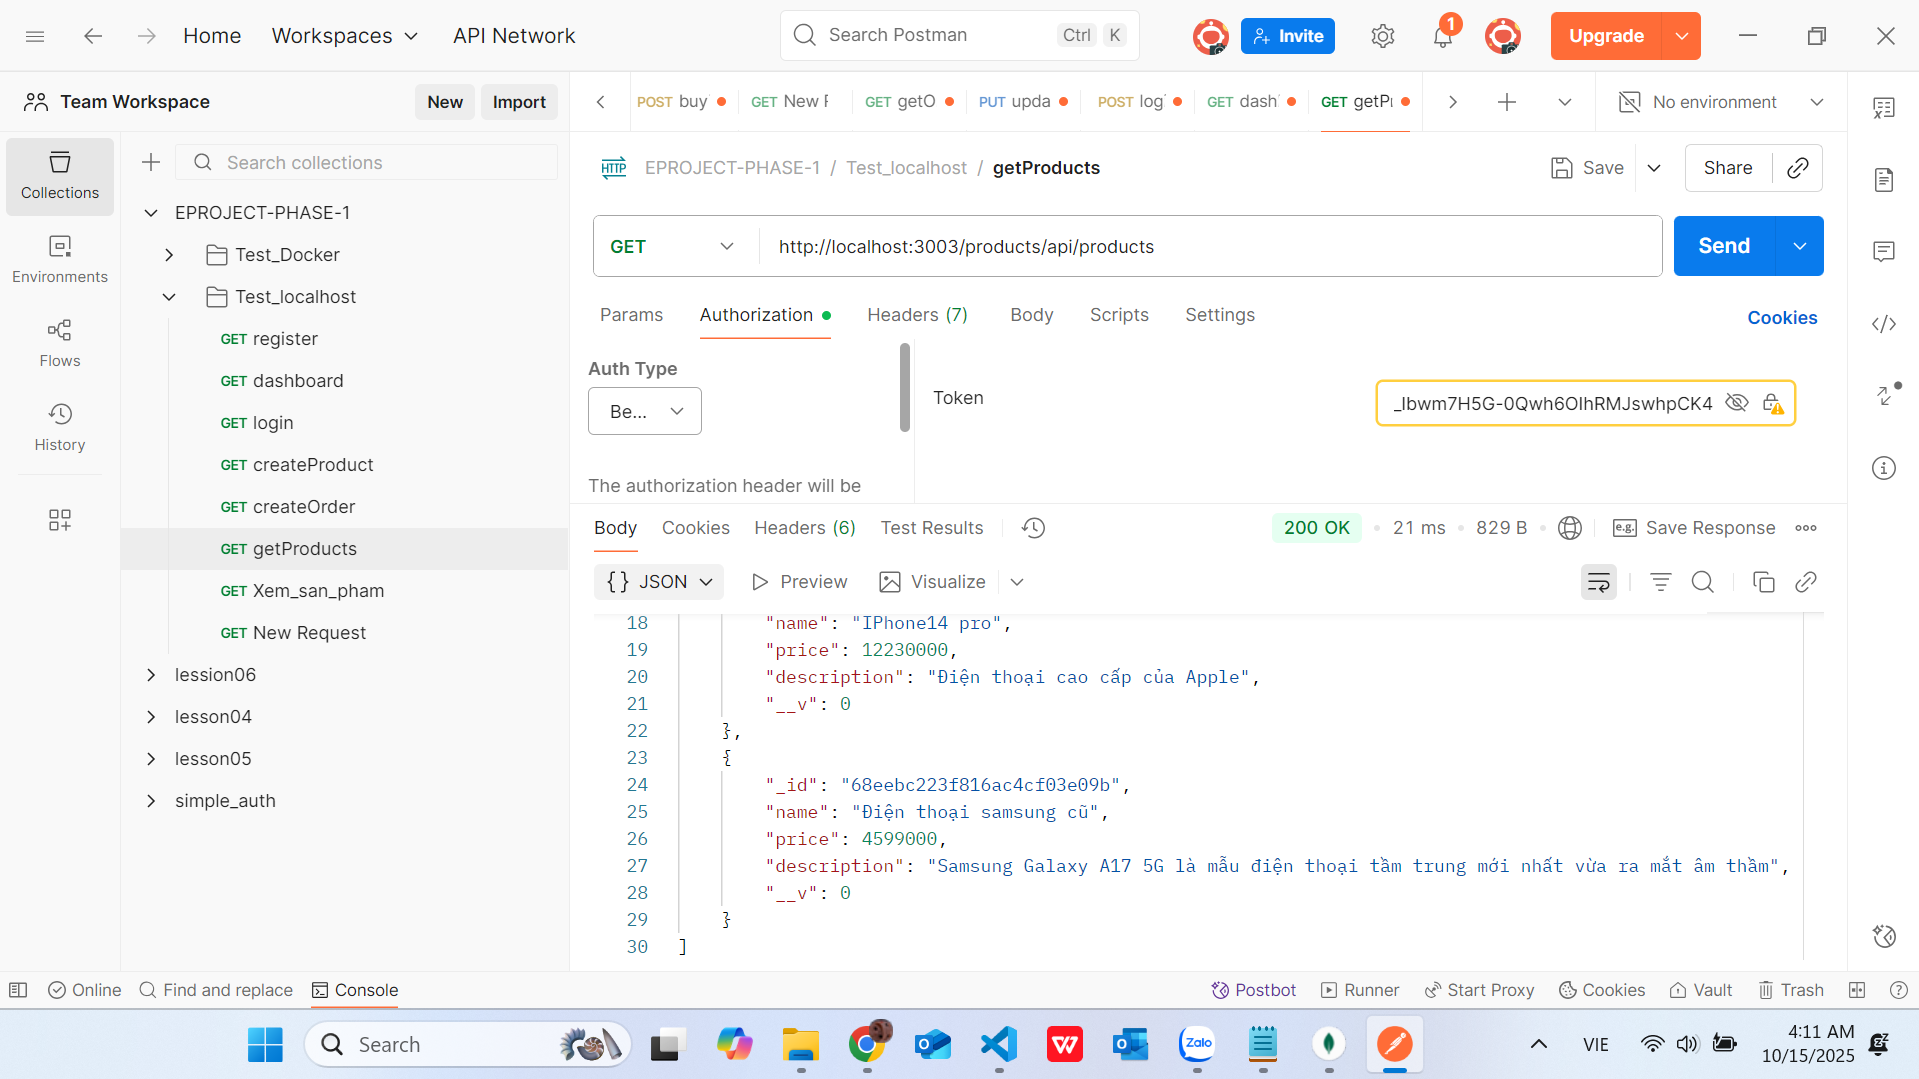 Home
Workspaces
API Network
Search Postman
Ctrl
K
Invite
1
Upgrade
Team Workspace
New
Import
POST buy
GET New R
GET getO
PUT upda
POST log
GET dash
GET getPr
No environment
Collections
Environments
Flows
History
Search collections
EPROJECT-PHASE-1
Test_Docker
Test_localhost
GET register
GET dashboard
GET login
GET createProduct
GET createOrder
GET getProducts
GET Xem_san_pham
GET New Request
lession06
lesson04
lesson05
simple_auth
HTTP EPROJECT-PHASE-1 / Test_localhost / getProducts
Save
Share
GET
http://localhost:3003/products/api/products
Send
Params
Authorization
Headers (7)
Body
Scripts
Settings
Cookies
Auth Type
Be...
The authorization header will be
Token
_Ibwm7H5G-0Qwh6OIhRMJswhpCK4
Body
Cookies
Headers (6)
Test Results
200 OK
21 ms
829 B
e.g. Save Response
{} JSON
Preview
Visualize
18 "name": "IPhone14 pro",
19 "price": 12230000,
20 "description": "Điện thoại cao cấp của Apple",
21 "__v": 0
22 },
23 {
24 "_id": "68eebc223f816ac4cf03e09b",
25 "name": "Điện thoại samsung cũ",
26 "price": 4599000,
27 "description": "Samsung Galaxy A17 5G là mẫu điện thoại tầm trung mới nhất vừa ra mắt âm thầm",
28 "__v": 0
29 }
30 ]
Online
Find and replace
Console
Postbot
Runner
Start Proxy
Cookies
Vault
Trash
Search
Zalo
VIE
4:11 AM
10/15/2025